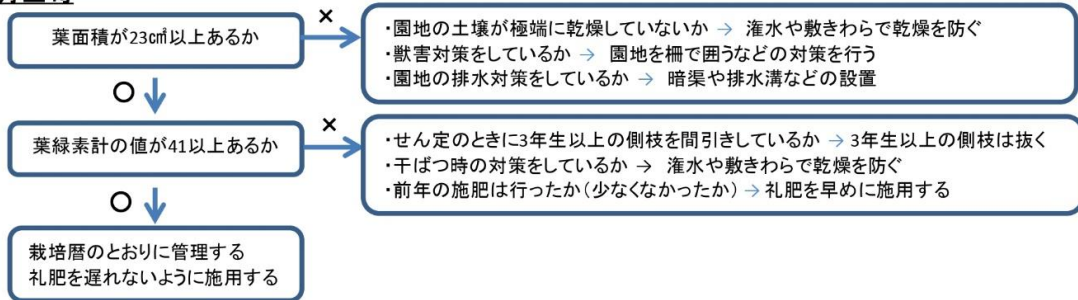 葉面積が23㎠以上あるか
×
・園地の土壌が極端に乾燥していないか → 潅水や敷きわらで乾燥を防ぐ
・獣害対策をしているか → 園地を柵で囲うなどの対策を行う
・園地の排水対策をしているか → 暗渠や排水溝などの設置
○
葉緑素計の値が41以上あるか
×
・せん定のときに3年生以上の側枝を間引きしているか → 3年生以上の側枝は抜く
・干ばつ時の対策をしているか → 潅水や敷きわらで乾燥を防ぐ
・前年の施肥は行ったか(少なくなかったか) → 礼肥を早めに施用する
○
栽培暦のとおりに管理する
礼肥を遅れないように施用する